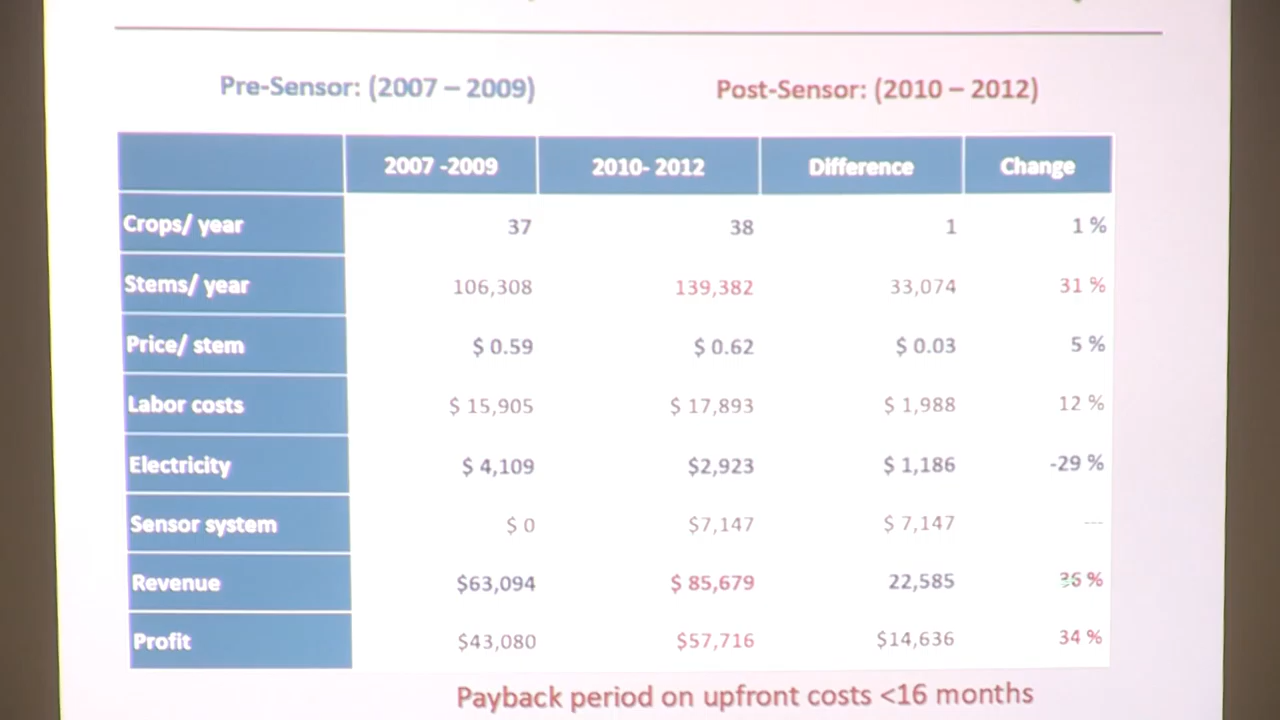 Pre-Sensor: (2007 – 2009) Post-Sensor: (2010 – 2012)
2007 -2009 2010- 2012 Difference Change
Crops/ year 37 38 1 1 %
Stems/ year 106,308 139,382 33,074 31 %
Price/ stem $ 0.59 $ 0.62 $ 0.03 5 %
Labor costs $ 15,905 $ 17,893 $ 1,988 12 %
Electricity $ 4,109 $2,923 $ 1,186 -29 %
Sensor system $ 0 $7,147 $ 7,147 ---
Revenue $63,094 $ 85,679 22,585 36 %
Profit $43,080 $57,716 $14,636 34 %
Payback period on upfront costs <16 months